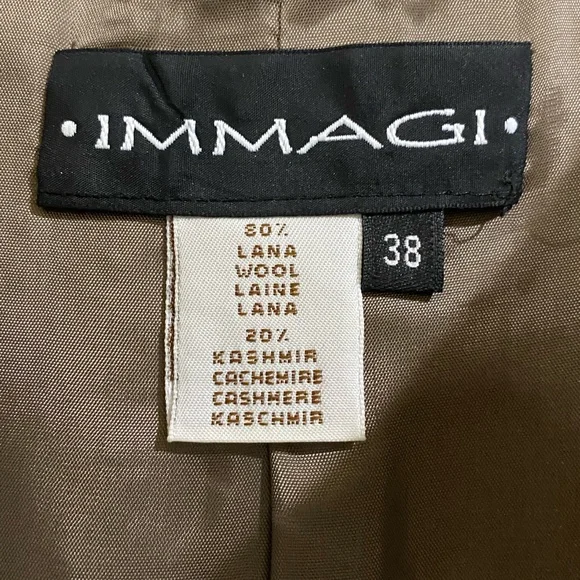 • IMMAGI •
38
80%
LANA
WOOL
LAINE
LANA
20%
KASHMIR
CACHEMIRE
CASHMERE
KASCHMIR